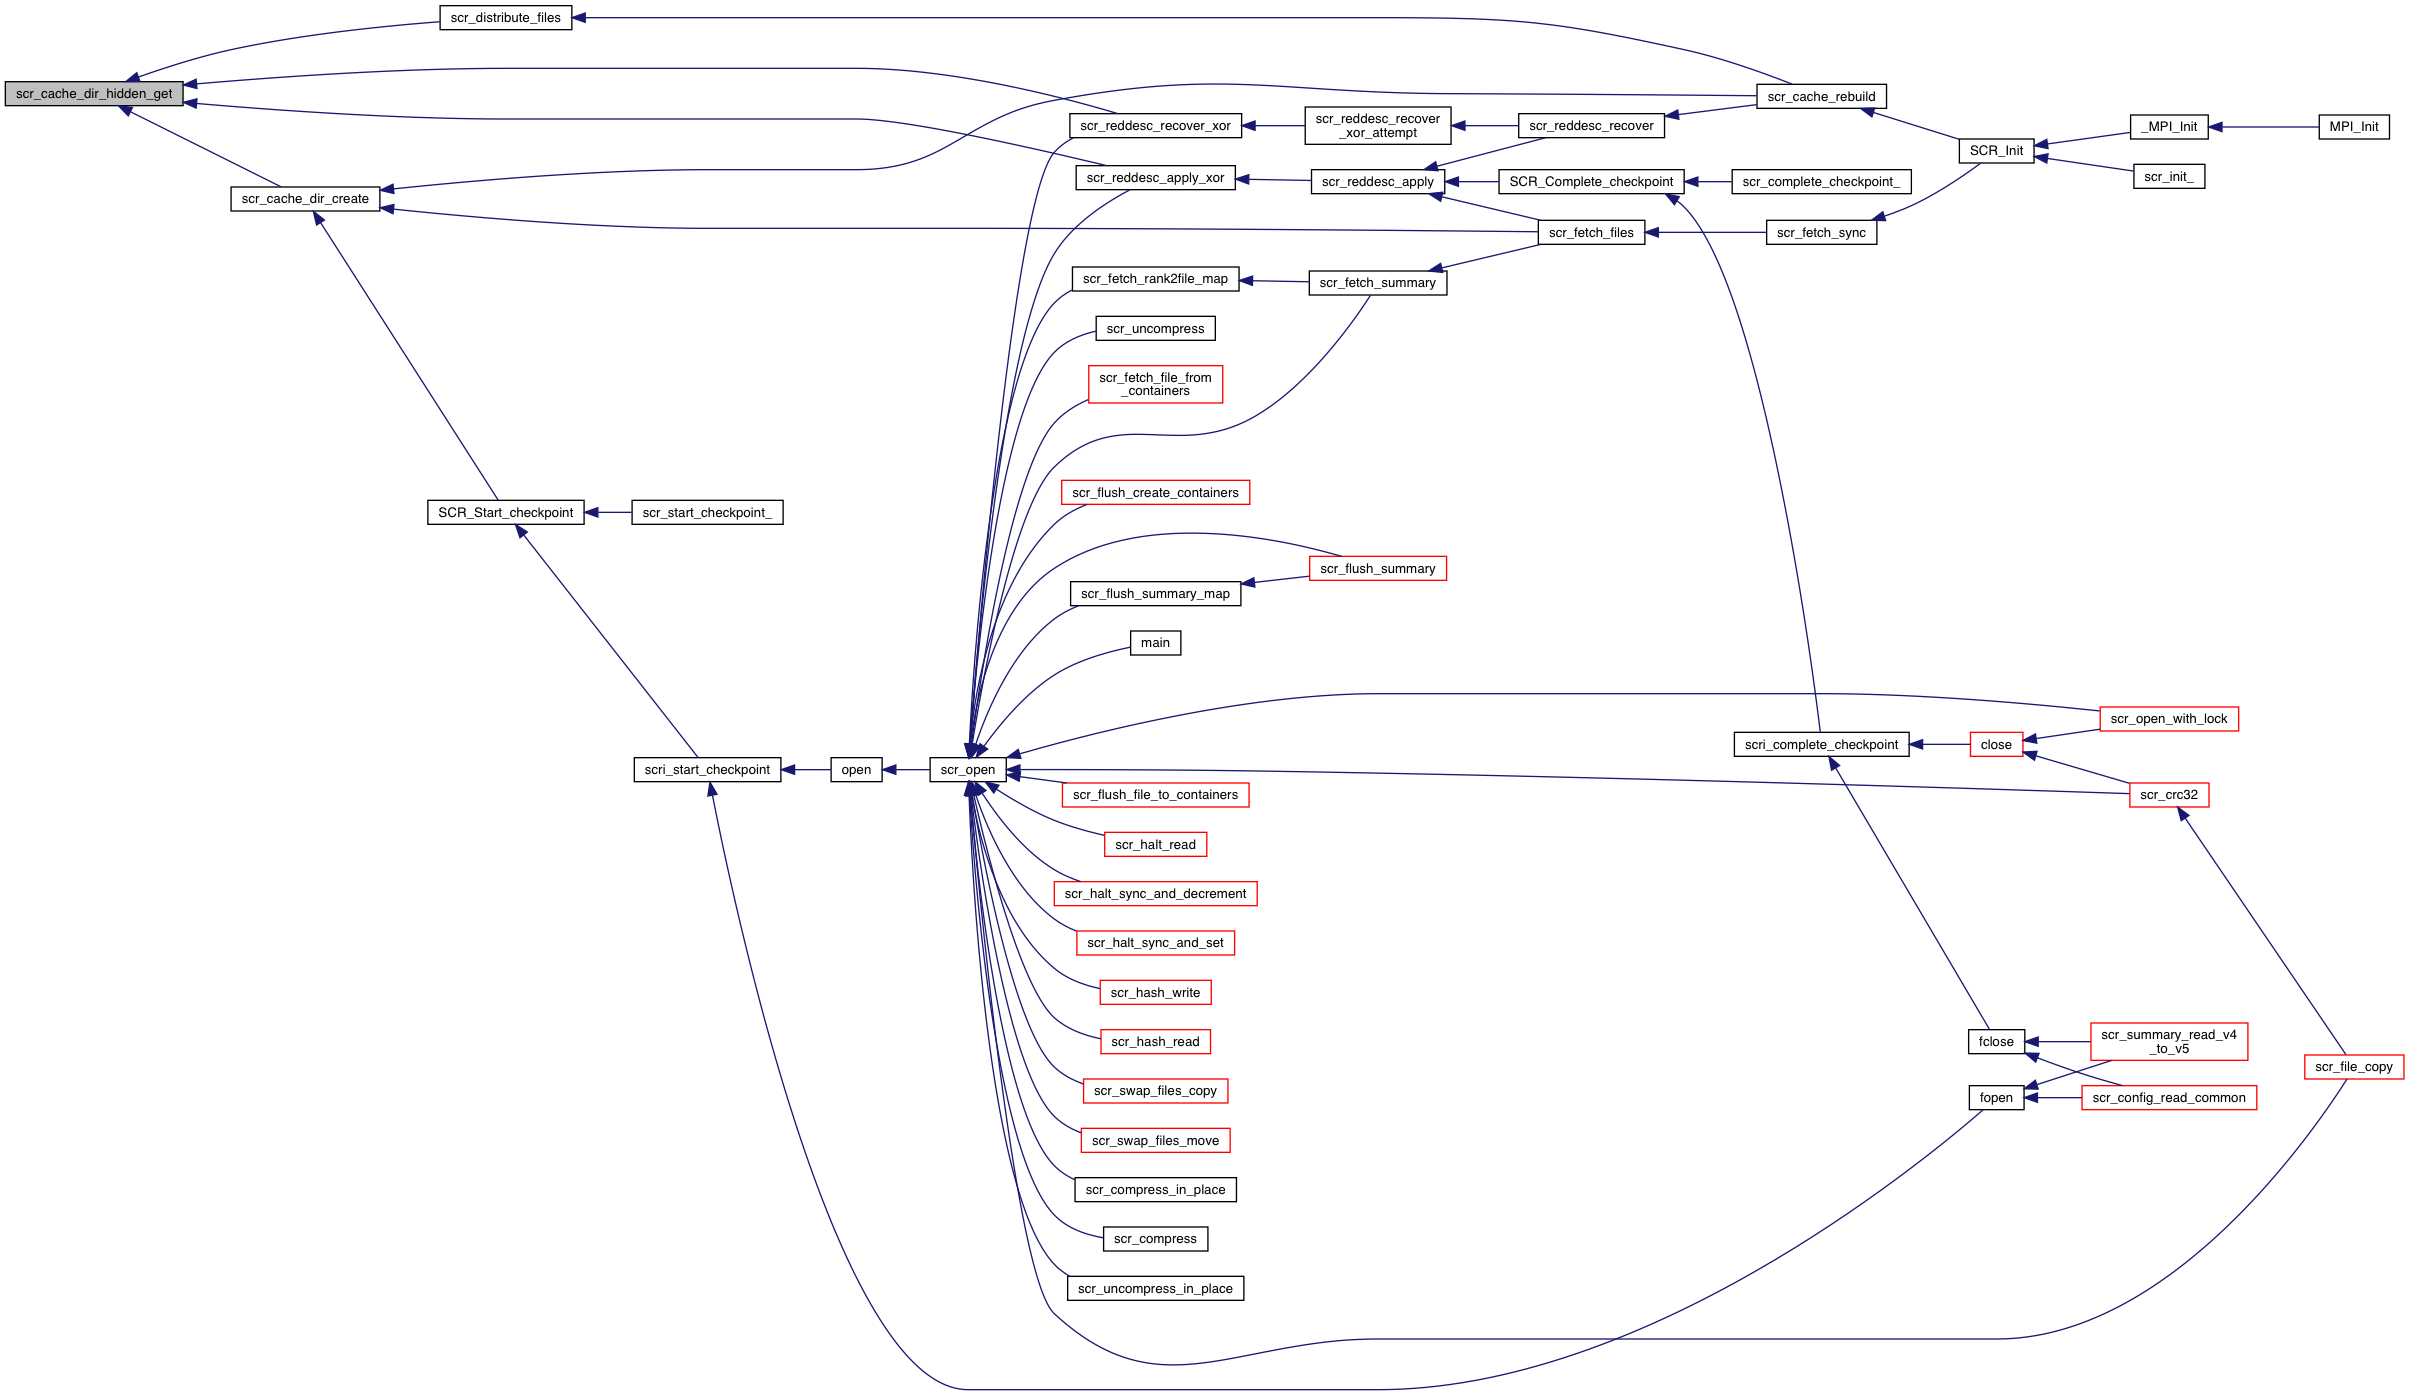 scr_distribute_files
scr_cache_dir_hidden_get
scr_cache_rebuild
scr_reddesc_recover_xor
scr_reddesc_recover
_xor_attempt
scr_reddesc_recover
_MPI_Init
MPI_Init
SCR_Init
scr_init_
scr_reddesc_apply_xor
scr_reddesc_apply
SCR_Complete_checkpoint
scr_complete_checkpoint_
scr_cache_dir_create
scr_fetch_files
scr_fetch_sync
scr_fetch_rank2file_map
scr_fetch_summary
scr_uncompress
scr_fetch_file_from
_containers
scr_flush_create_containers
SCR_Start_checkpoint
scr_start_checkpoint_
scr_flush_summary
scr_flush_summary_map
main
scr_open_with_lock
scri_complete_checkpoint
close
scri_start_checkpoint
open
scr_open
scr_flush_file_to_containers
scr_crc32
scr_halt_read
scr_halt_sync_and_decrement
scr_halt_sync_and_set
scr_hash_write
scr_hash_read
fclose
scr_summary_read_v4
_to_v5
scr_file_copy
scr_swap_files_copy
fopen
scr_config_read_common
scr_swap_files_move
scr_compress_in_place
scr_compress
scr_uncompress_in_place